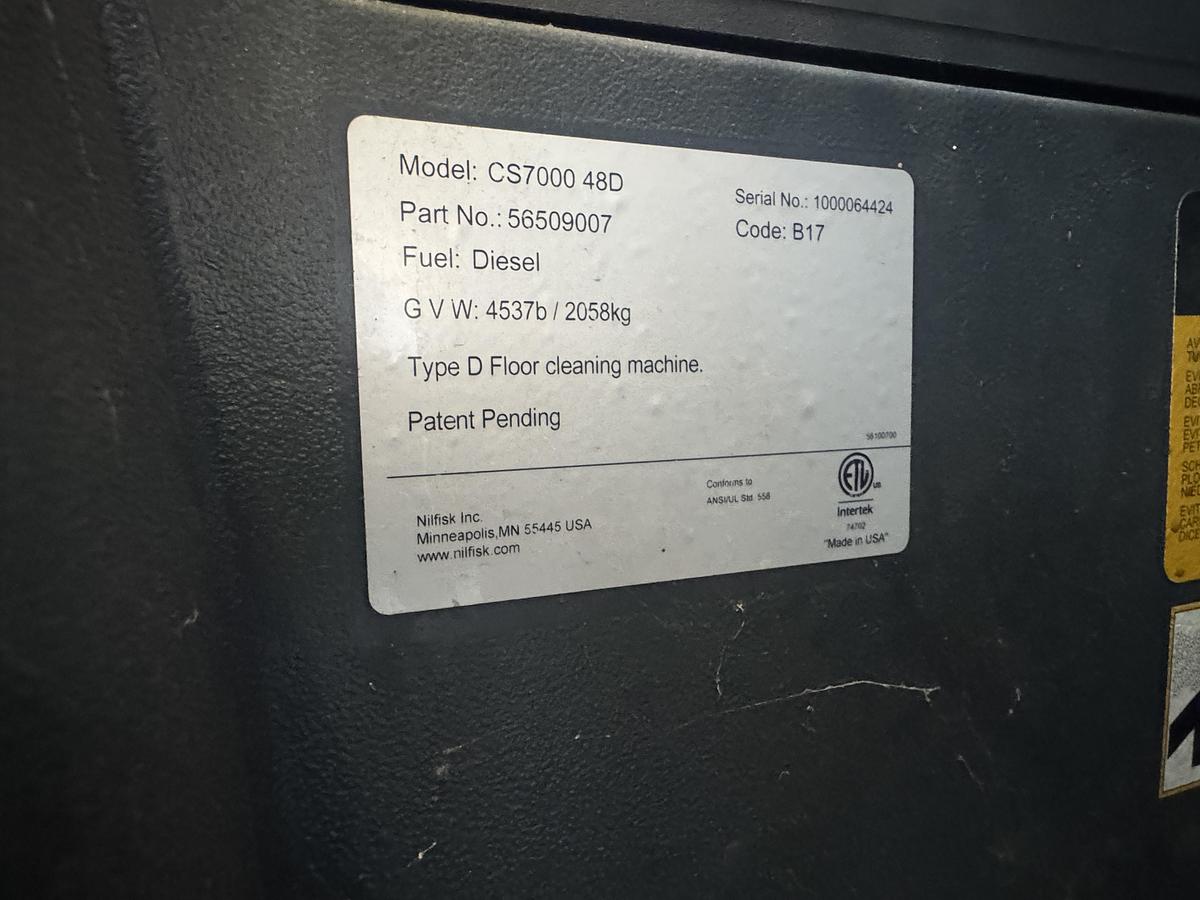 Model: CS7000 48D
Part No.: 56509007
Fuel: Diesel
G V W: 4537b / 2058kg
Type D Floor cleaning machine.
Patent Pending
Serial No.: 1000064424
Code: B17
56100700
Nilfisk Inc.
Minneapolis,MN 55445 USA
www.nilfisk.com
Conforms to
ANSI/UL Std 558
ETL
us
Intertek
74702
"Made in USA"